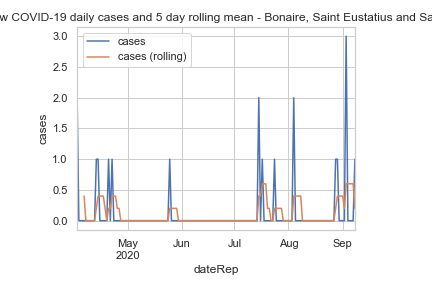 w COVID-19 daily cases and 5 day rolling mean - Bonaire, Saint Eustatius and Sa
cases
cases (rolling)
3.0
2.5
2.0
1.5
1.0
0.5
0.0
cases
May
2020
Jun
Jul
Aug
Sep
dateRep